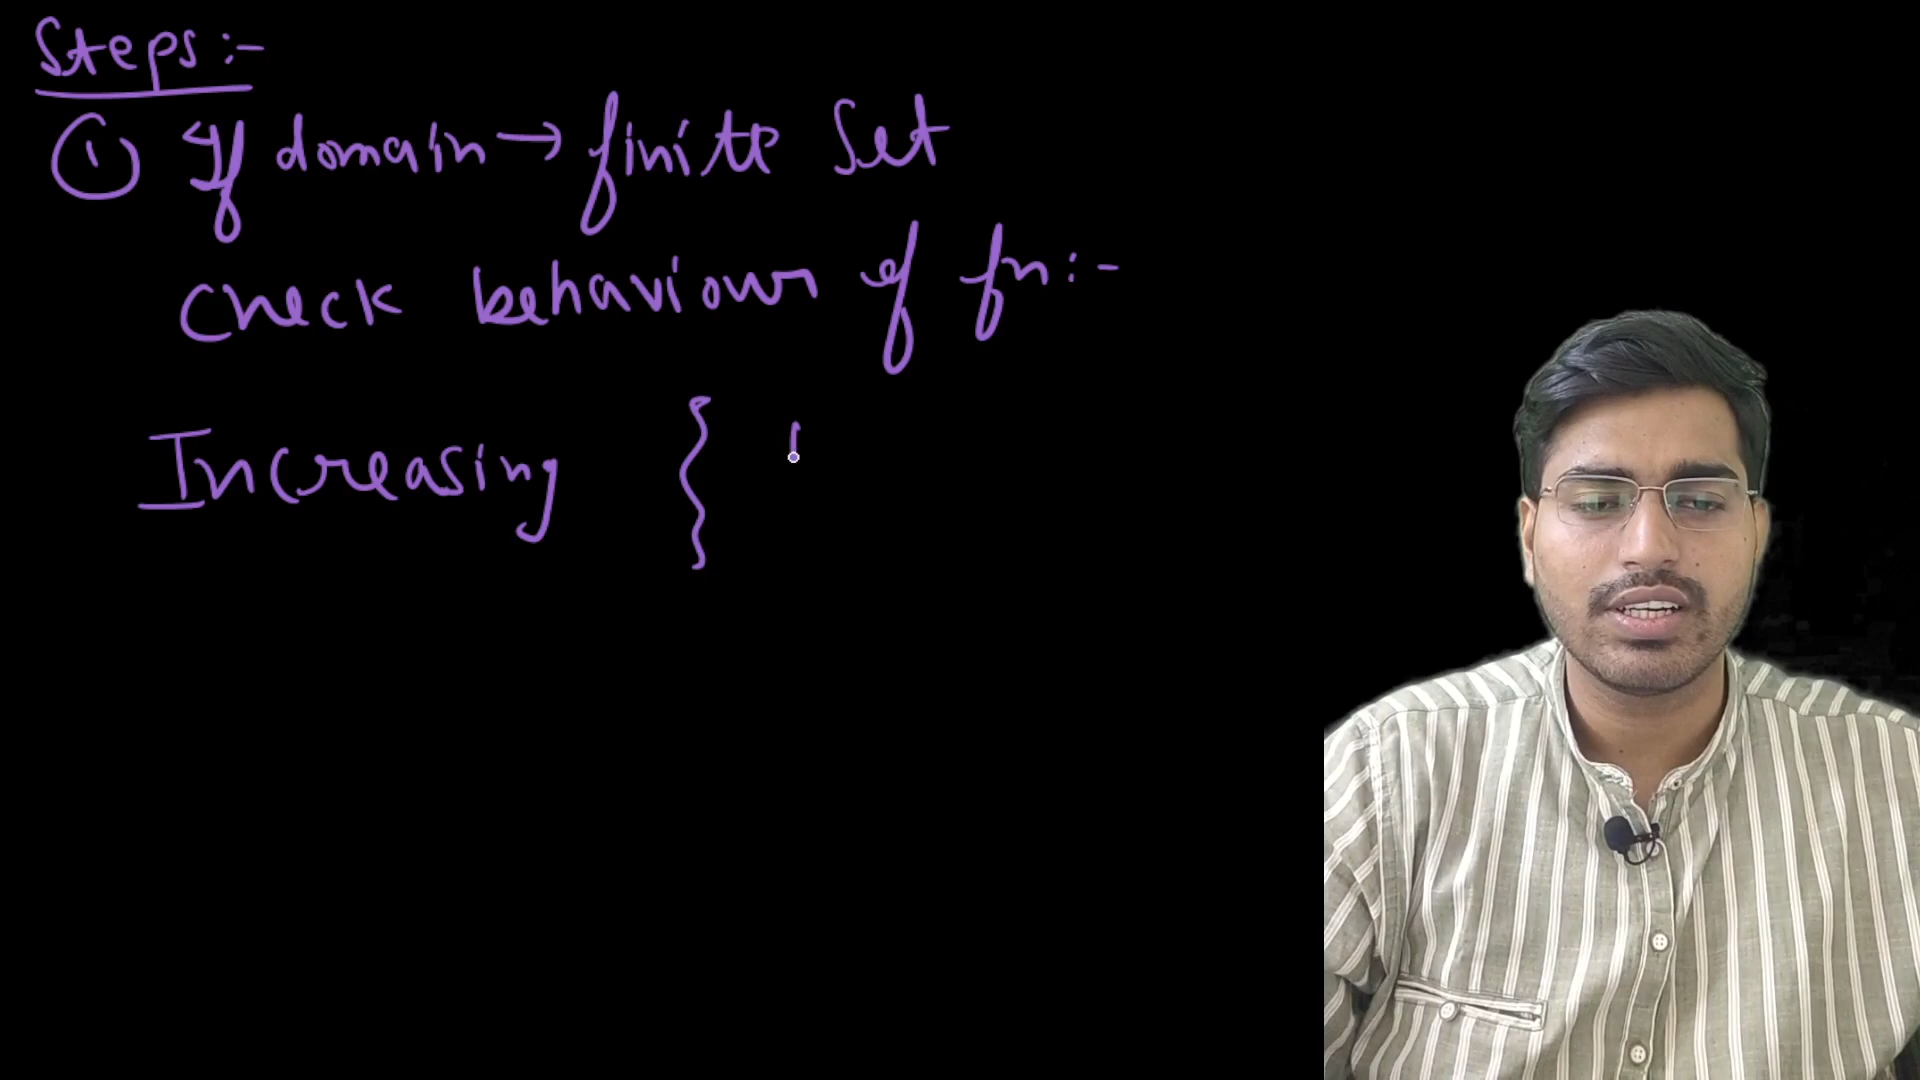 Steps :-
① If domain → finite Set
Check behaviour of fn :-
Increasing {